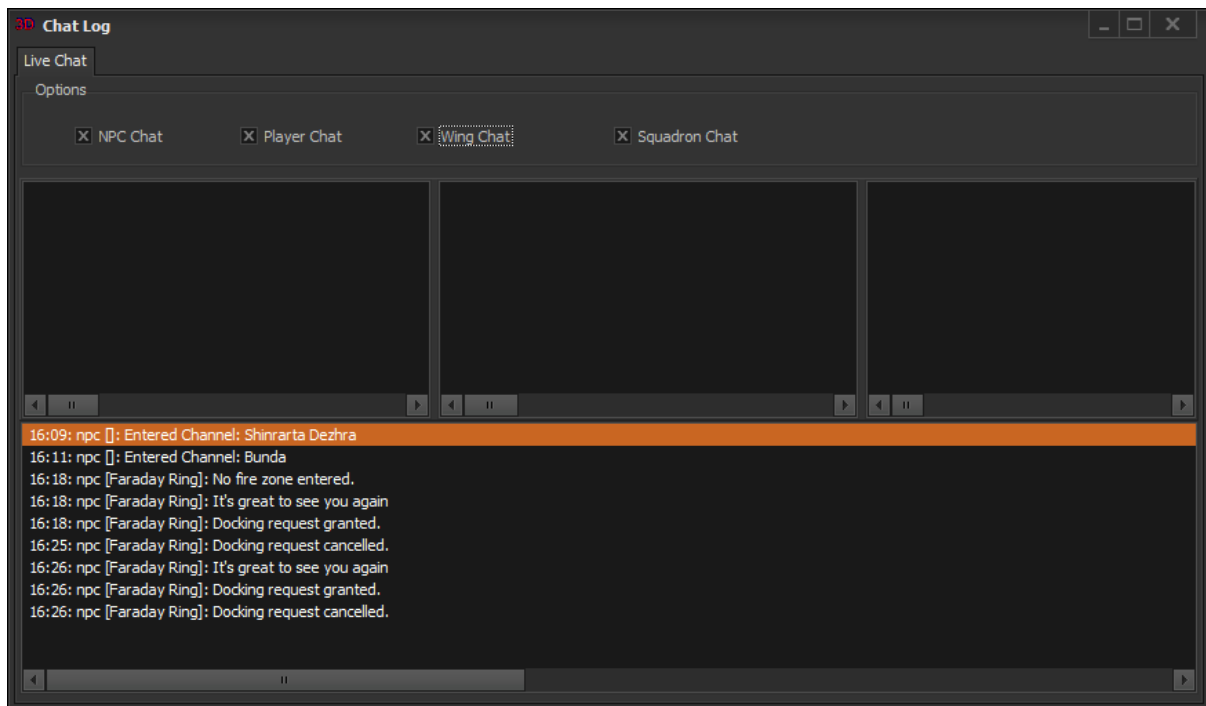 3D Chat Log
Live Chat
Options
NPC Chat Player Chat Wing Chat Squadron Chat
16:09: npc []: Entered Channel: Shinrarta Dezhra
16:11: npc []: Entered Channel: Bunda
16:18: npc [Faraday Ring]: No fire zone entered.
16:18: npc [Faraday Ring]: It's great to see you again
16:18: npc [Faraday Ring]: Docking request granted.
16:25: npc [Faraday Ring]: Docking request cancelled.
16:26: npc [Faraday Ring]: It's great to see you again
16:26: npc [Faraday Ring]: Docking request granted.
16:26: npc [Faraday Ring]: Docking request cancelled.